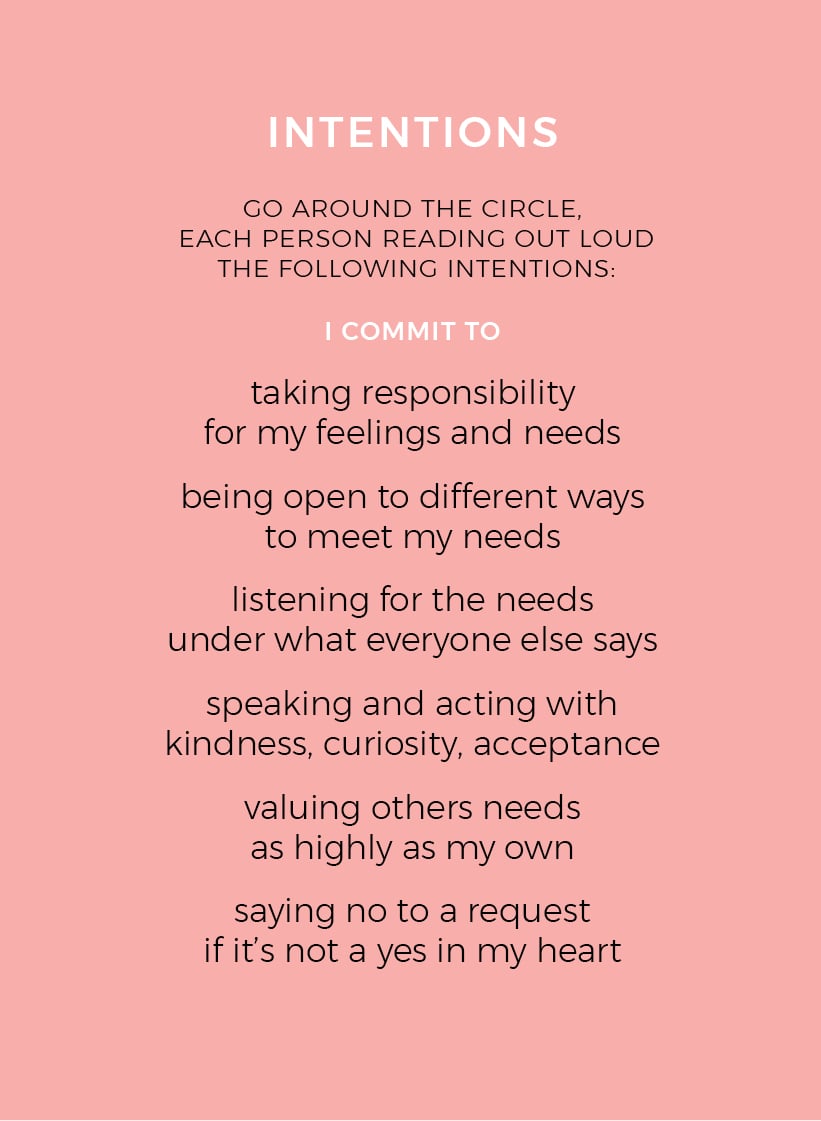 INTENTIONS
GO AROUND THE CIRCLE,
EACH PERSON READING OUT LOUD
THE FOLLOWING INTENTIONS:
I COMMIT TO
taking responsibility
for my feelings and needs
being open to different ways
to meet my needs
listening for the needs
under what everyone else says
speaking and acting with
kindness, curiosity, acceptance
valuing others needs
as highly as my own
saying no to a request
if it’s not a yes in my heart